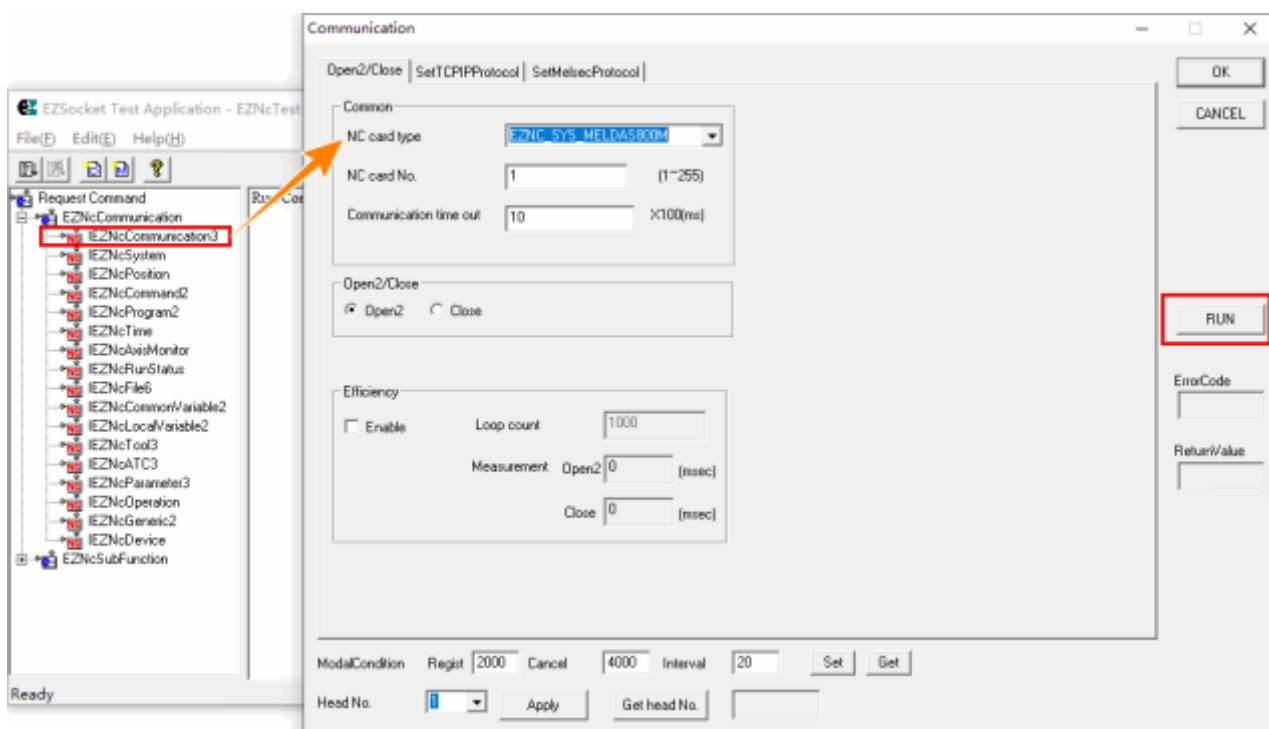 Communication
Open2/Close SetTCPIPProtocol SetMelsecProtocol
OK
CANCEL
Common
NC card type EZNC_SYS_MELDAS800M
NC card No. 1 (1~255)
Communication time out 10 X100(ms)
Open2/Close
Open2 Close
RUN
ErrorCode
ReturnValue
Efficiency
Enable Loop count 1000
Measurement Open2 0 (msec)
Close 0 (msec)
ModalCondition Regist 2000 Cancel 4000 Interval 20 Set Get
Head No. 1 Apply Get head No.
EZSocket Test Application - EZNcTest
File(F) Edit(E) Help(H)
Request Command
EZNcCommunication
IEZNcCommunication3
IEZNcSystem
IEZNcPosition
IEZNcCommand2
IEZNcProgram2
IEZNcTime
IEZNcAxisMonitor
IEZNcRunStatus
IEZNcFile6
IEZNcCommonVariable2
IEZNcLocalVariable2
IEZNcTool3
IEZNcATC3
IEZNcParameter3
IEZNcOperation
IEZNcGeneric2
IEZNcDevice
EZNcSubFunction
Ready